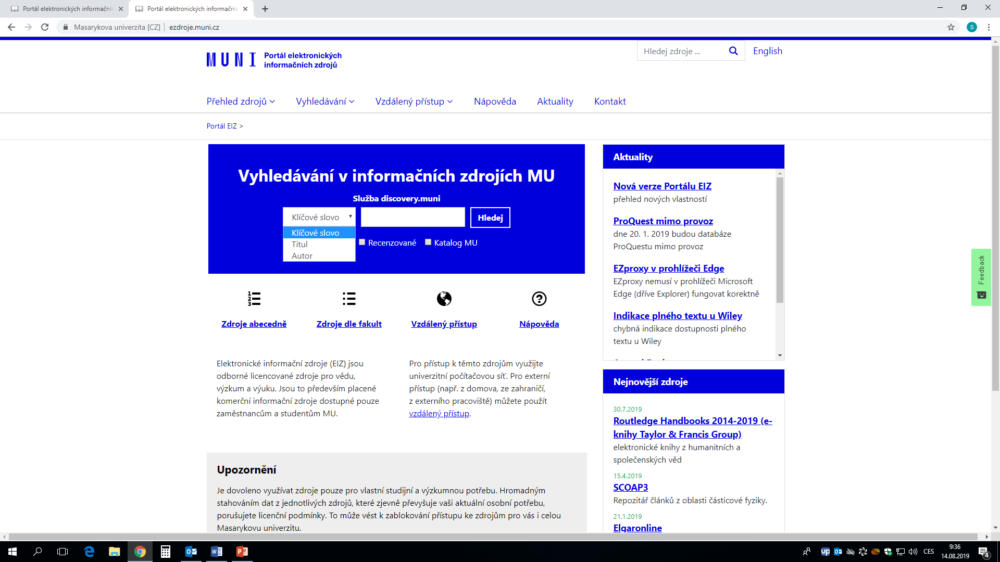 Portál elektronických informačníc
Portál elektronických informačníc
Masarykova univerzita [CZ]
ezdroje.muni.cz
S
MUNI
Portál elektronických
informačních zdrojů
Hledej zdroje ...
English
Přehled zdrojů
Vyhledávání
Vzdálený přístup
Nápověda
Aktuality
Kontakt
Portál EIZ >
Vyhledávání v informačních zdrojích MU
Služba discovery.muni
Klíčové slovo
Hledej
Klíčové slovo
Titul
Autor
Recenzované
Katalog MU
Zdroje abecedně
Zdroje dle fakult
Vzdálený přístup
Nápověda
Elektronické informační zdroje (EIZ) jsou
odborné licencované zdroje pro vědu,
výzkum a výuku. Jsou to především placené
komerční informační zdroje dostupné pouze
zaměstnancům a studentům MU.
Pro přístup k těmto zdrojům využijte
univerzitní počítačovou síť. Pro externí
přístup (např. z domova, ze zahraničí,
z externího pracoviště) můžete použít
vzdálený přístup.
Upozornění
Je dovoleno využívat zdroje pouze pro vlastní studijní a výzkumnou potřebu. Hromadným
stahováním dat z jednotlivých zdrojů, které zjevně převyšuje vaši aktuální osobní potřebu,
porušujete licenční podmínky. To může vést k zablokování přístupu ke zdrojům pro vás i celou
Masarykovu univerzitu.
Aktuality
Nová verze Portálu EIZ
přehled nových vlastností
ProQuest mimo provoz
dne 20. 1. 2019 budou databáze
ProQuestu mimo provoz
EZproxy v prohlížeči Edge
EZproxy nemusí v prohlížeči Microsoft
Edge (dříve Explorer) fungovat korektně
Indikace plného textu u Wiley
chybná indikace dostupnosti plného
textu u Wiley
Nejnovější zdroje
30.7.2019
Routledge Handbooks 2014-2019 (e-
knihy Taylor & Francis Group)
elektronické knihy z humanitních a
společenských věd
15.4.2019
SCOAP3
Repozitář článků z oblasti částicové fyziky.
21.1.2019
Elgaronline
Feedback
CES
9:36
14.08.2019
4